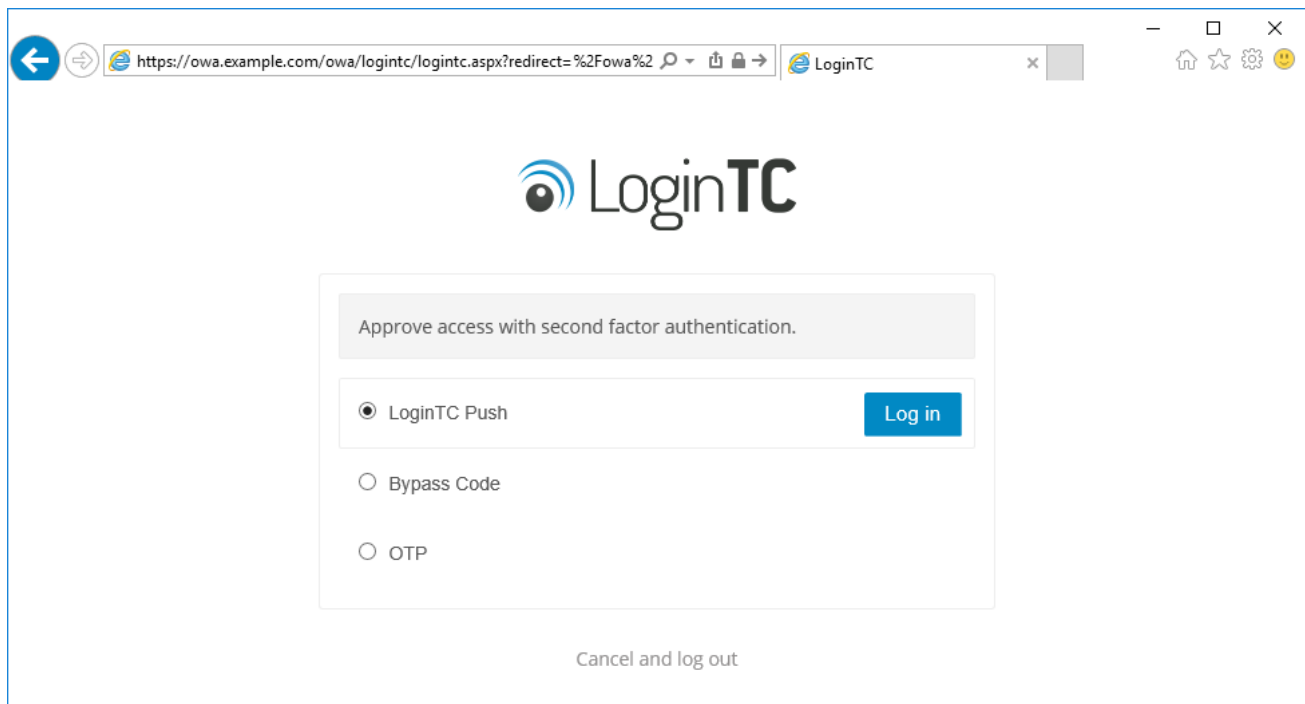 https://owa.example.com/owa/logintc/logintc.aspx?redirect=%2Fowa%2
LoginTC
LoginTC
Approve access with second factor authentication.
LoginTC Push
Log in
Bypass Code
OTP
Cancel and log out